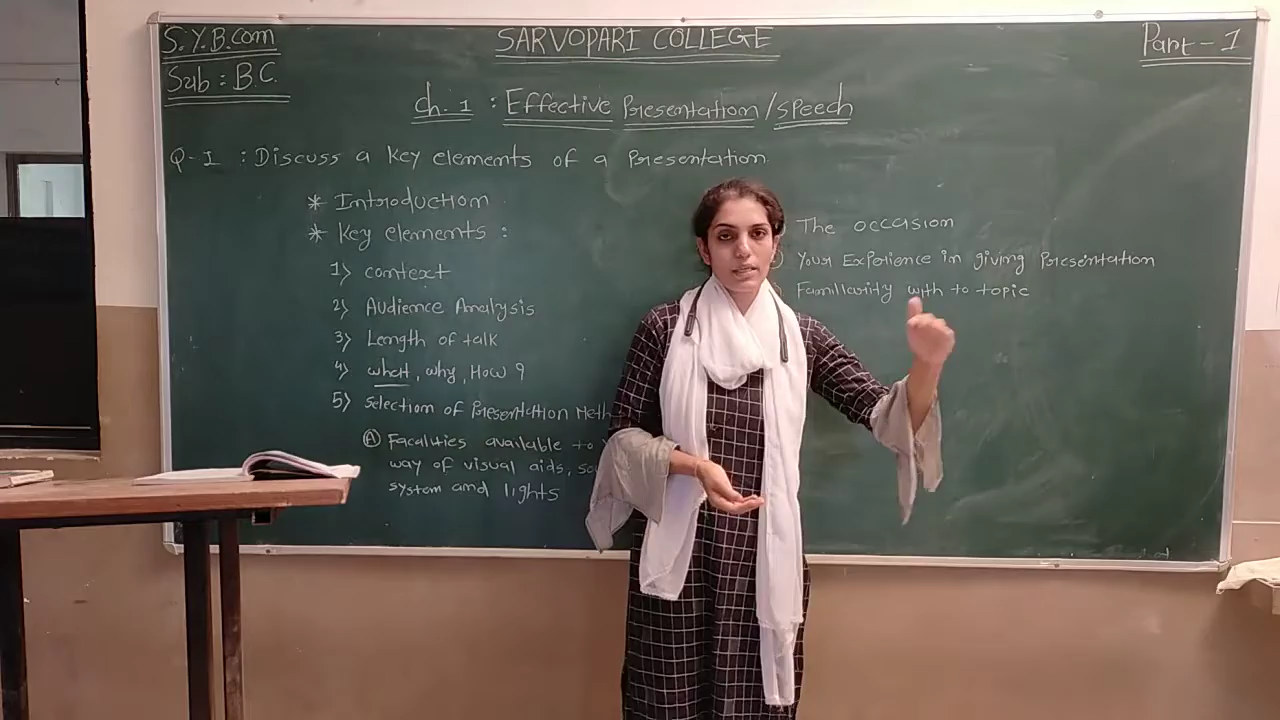 S.Y.B.com
Sub : B.C.
SARVOPARI COLLEGE
Part - 1
Ch. 1 : Effective Presentation/speech
Q-1 : Discuss a key elements of a Presentation.
* Introduction
* key elements :
1) context
2) Audience Analysis
3) Length of talk
4) what, why, How ?
5) selection of Presentation Meth
(A) Facalities available to
way of visual aids, so
system and lights
The occasion
Your Experience in giving Presentation
Familiarity with to topic